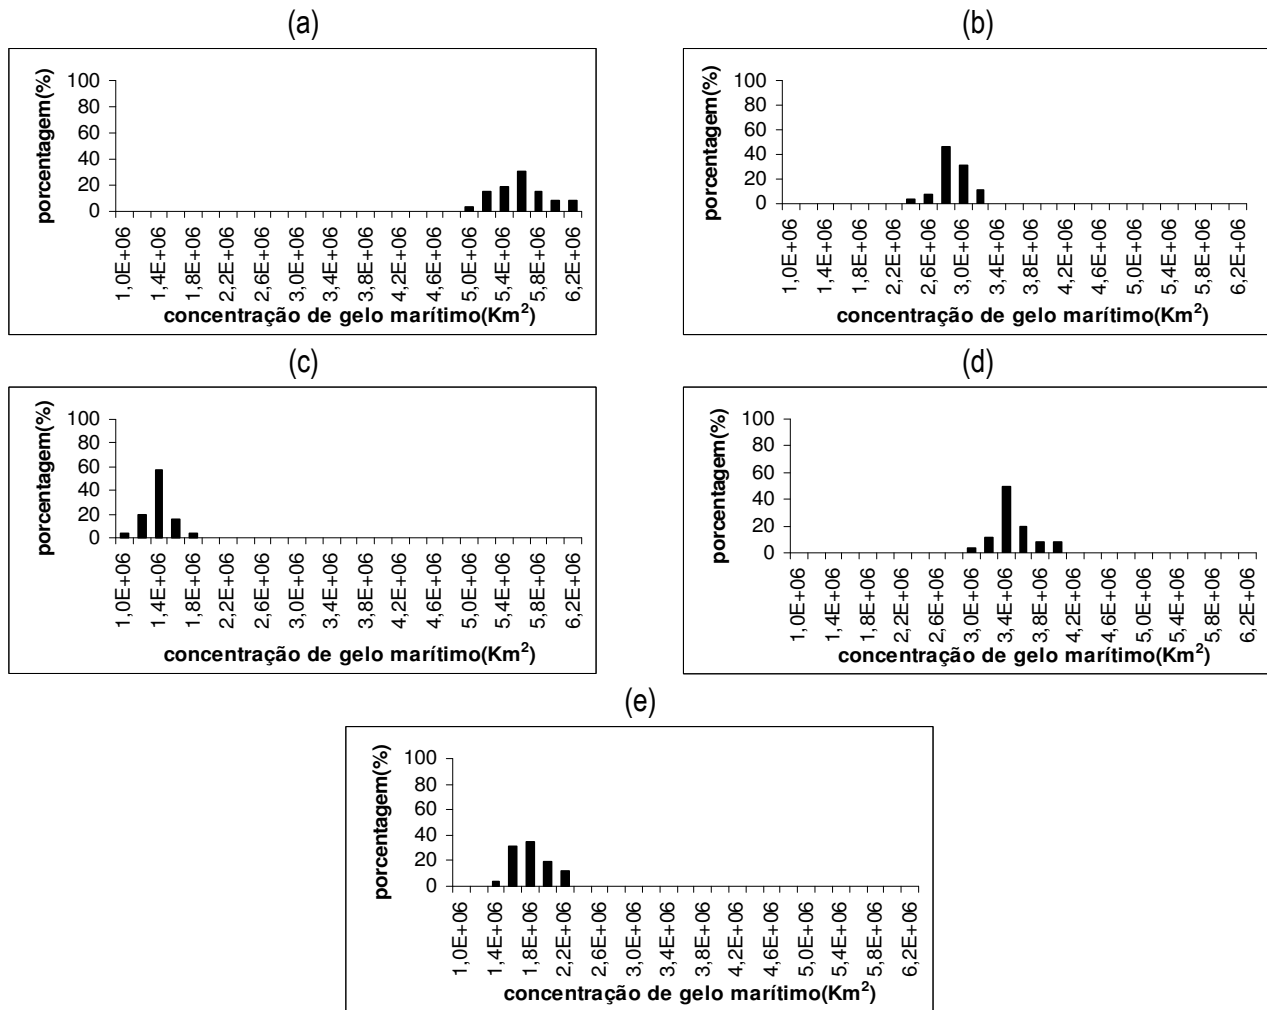 (a)
porcentagem(%)
100
80
60
40
20
0
1,0E+06
1,4E+06
1,8E+06
2,2E+06
2,6E+06
3,0E+06
3,4E+06
3,8E+06
4,2E+06
4,6E+06
5,0E+06
5,4E+06
5,8E+06
6,2E+06
concentração de gelo marítimo(Km²)
(b)
porcentagem(%)
100
80
60
40
20
0
1,0E+06
1,4E+06
1,8E+06
2,2E+06
2,6E+06
3,0E+06
3,4E+06
3,8E+06
4,2E+06
4,6E+06
5,0E+06
5,4E+06
5,8E+06
6,2E+06
concentração de gelo marítimo(Km²)
(c)
porcentagem(%)
100
80
60
40
20
0
1,0E+06
1,4E+06
1,8E+06
2,2E+06
2,6E+06
3,0E+06
3,4E+06
3,8E+06
4,2E+06
4,6E+06
5,0E+06
5,4E+06
5,8E+06
6,2E+06
concentração de gelo marítimo(Km²)
(d)
porcentagem(%)
100
80
60
40
20
0
1,0E+06
1,4E+06
1,8E+06
2,2E+06
2,6E+06
3,0E+06
3,4E+06
3,8E+06
4,2E+06
4,6E+06
5,0E+06
5,4E+06
5,8E+06
6,2E+06
concentração de gelo marítimo(Km²)
(e)
porcentagem(%)
100
80
60
40
20
0
1,0E+06
1,4E+06
1,8E+06
2,2E+06
2,6E+06
3,0E+06
3,4E+06
3,8E+06
4,2E+06
4,6E+06
5,0E+06
5,4E+06
5,8E+06
6,2E+06
concentração de gelo marítimo(Km²)